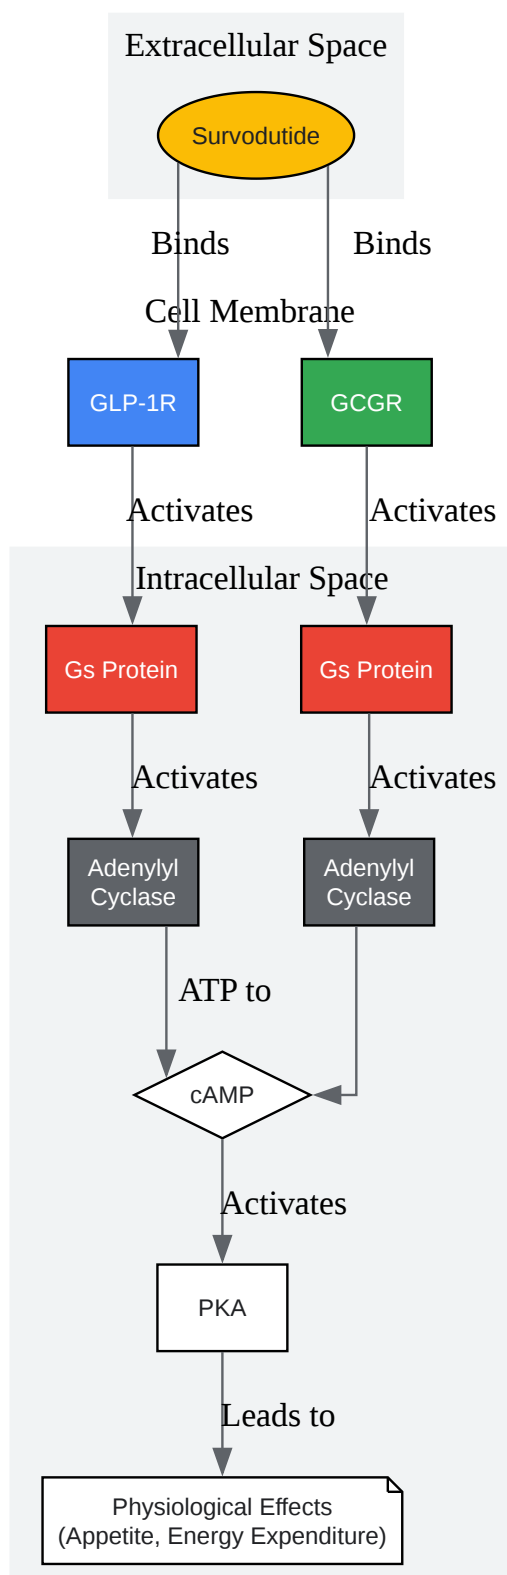 Extracellular Space
Survodutide
Binds Binds
Cell Membrane
GLP-1R GCGR
Activates Activates
Intracellular Space
Gs Protein Gs Protein
Activates Activates
Adenylyl Adenylyl
Cyclase Cyclase
ATP to
cAMP
Activates
PKA
Leads to
Physiological Effects
(Appetite, Energy Expenditure)